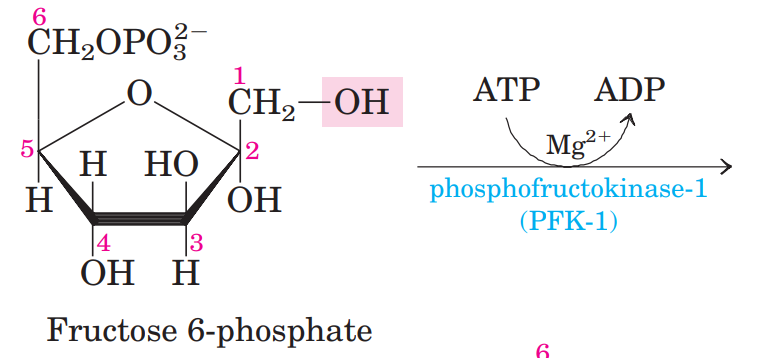 6
CH₂OPO₃²⁻
1
O CH₂—OH ATP ADP
Mg²⁺
5 H HO 2
phosphofructokinase-1
H OH
(PFK-1)
4 3
OH H
Fructose 6-phosphate
6